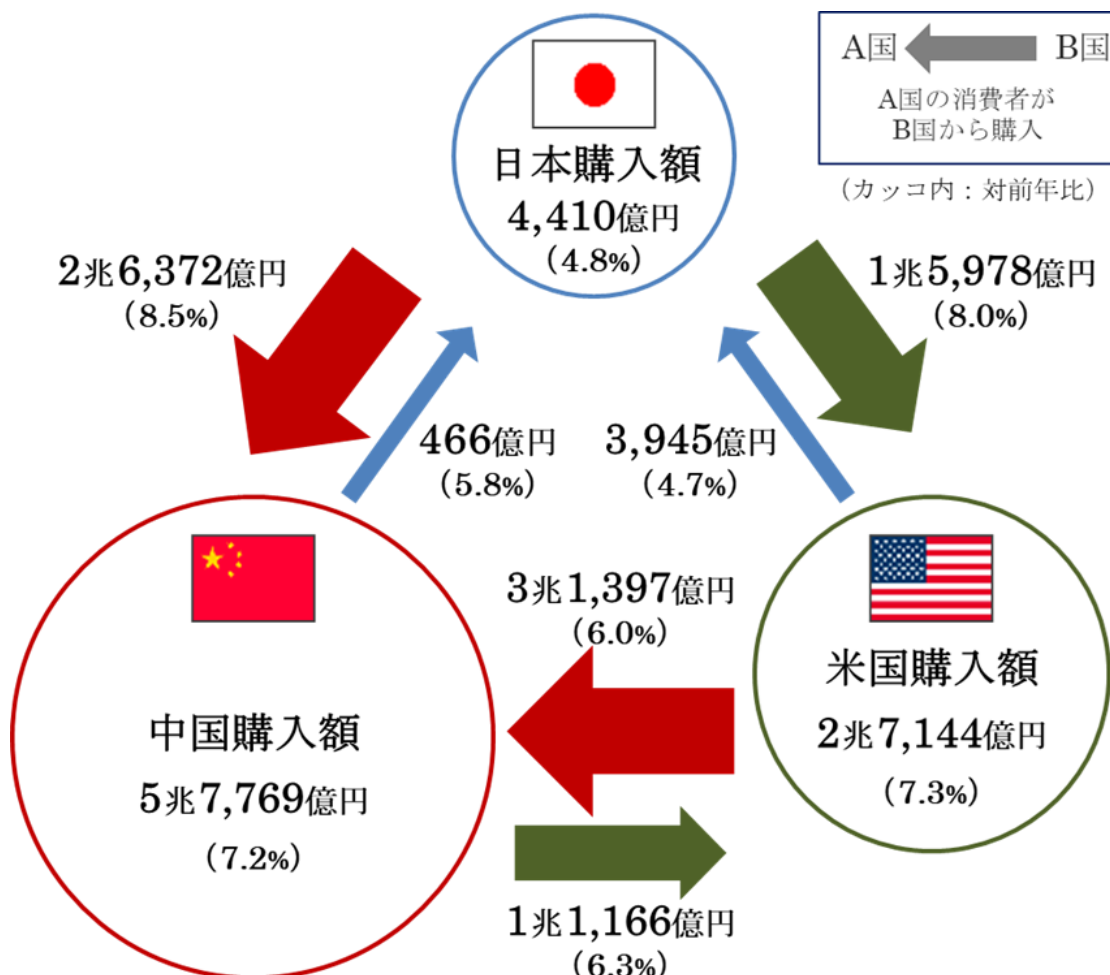 A国 B国
A国の消費者が
B国から購入
(カッコ内：対前年比)
日本購入額
4,410億円
(4.8%)
2兆6,372億円
(8.5%)
1兆5,978億円
(8.0%)
466億円
(5.8%)
3,945億円
(4.7%)
3兆1,397億円
(6.0%)
中国購入額
5兆7,769億円
(7.2%)
米国購入額
2兆7,144億円
(7.3%)
1兆1,166億円
(6.3%)